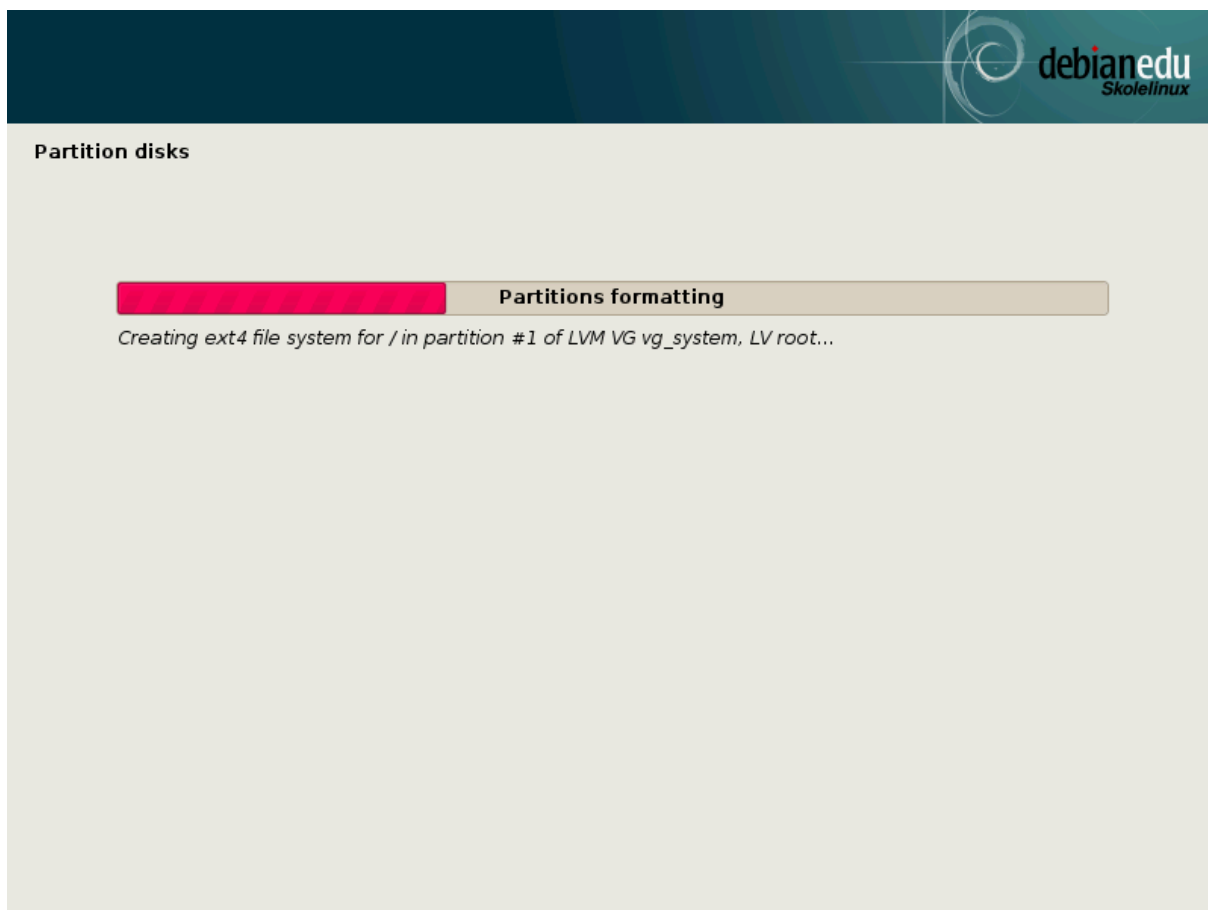 debianedu
Skolelinux
Partition disks
Partitions formatting
Creating ext4 file system for / in partition #1 of LVM VG vg_system, LV root...